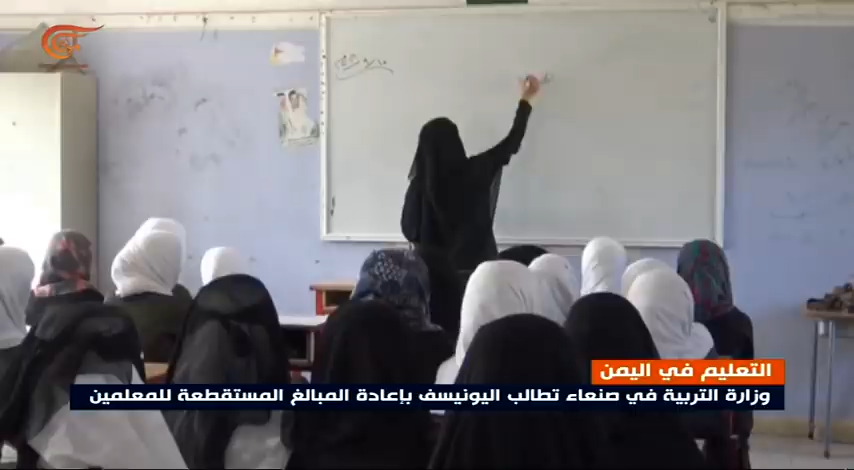 التعليم في اليمن
وزارة التربية في صنعاء تطالب اليونيسف بإعادة المبالغ المستقطعة للمعلمين